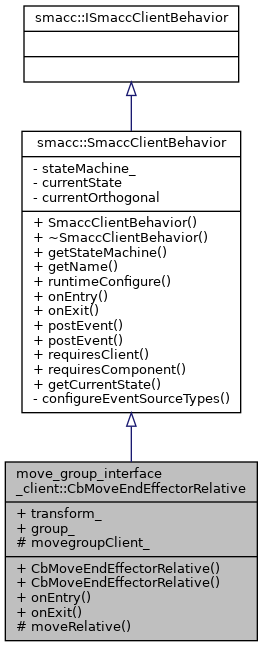 smacc::ISmaccClientBehavior
smacc::SmaccClientBehavior
- stateMachine_
- currentState
- currentOrthogonal
+ SmaccClientBehavior()
+ ~SmaccClientBehavior()
+ getStateMachine()
+ getName()
+ runtimeConfigure()
+ onEntry()
+ onExit()
+ postEvent()
+ postEvent()
+ requiresClient()
+ requiresComponent()
+ getCurrentState()
- configureEventSourceTypes()
move_group_interface
_client::CbMoveEndEffectorRelative
+ transform_
+ group_
# movegroupClient_
+ CbMoveEndEffectorRelative()
+ CbMoveEndEffectorRelative()
+ onEntry()
+ onExit()
# moveRelative()